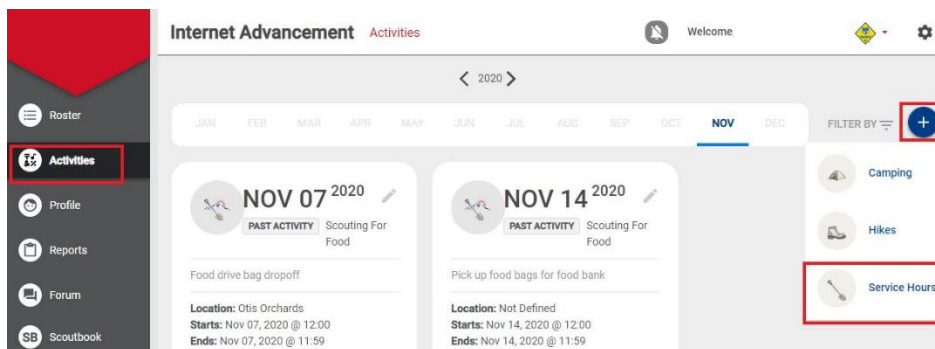 Internet Advancement Activities
Welcome
2020
Roster
JAN FEB MAR APR MAY JUN JUL AUG SEP OCT NOV DEC
FILTER BY
+
Activities
Profile
Reports
Forum
SB Scoutbook
NOV 07 2020
PAST ACTIVITY Scouting For
Food
Food drive bag dropoff
Location: Otis Orchards
Starts: Nov 07, 2020 @ 12:00
Ends: Nov 07, 2020 @ 11:59
NOV 14 2020
PAST ACTIVITY Scouting For
Food
Pick up food bags for food bank
Location: Not Defined
Starts: Nov 14, 2020 @ 12:00
Ends: Nov 14, 2020 @ 11:59
Camping
Hikes
Service Hours